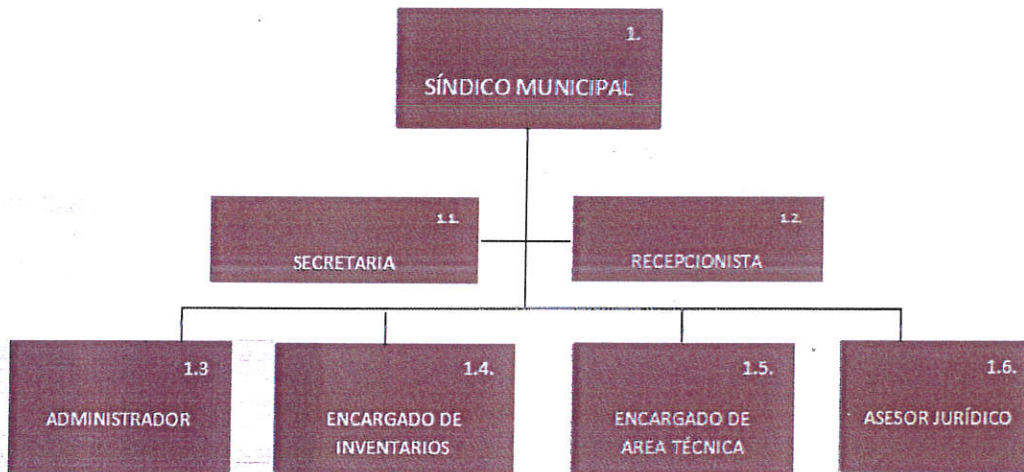 1.
SÍNDICO MUNICIPAL
1.1.
SECRETARIA
1.2.
RECEPCIONISTA
1.3
ADMINISTRADOR
1.4.
ENCARGADO DE
INVENTARIOS
1.5.
ENCARGADO DE
AREA TÉCNICA
1.6.
ASESOR JURÍDICO